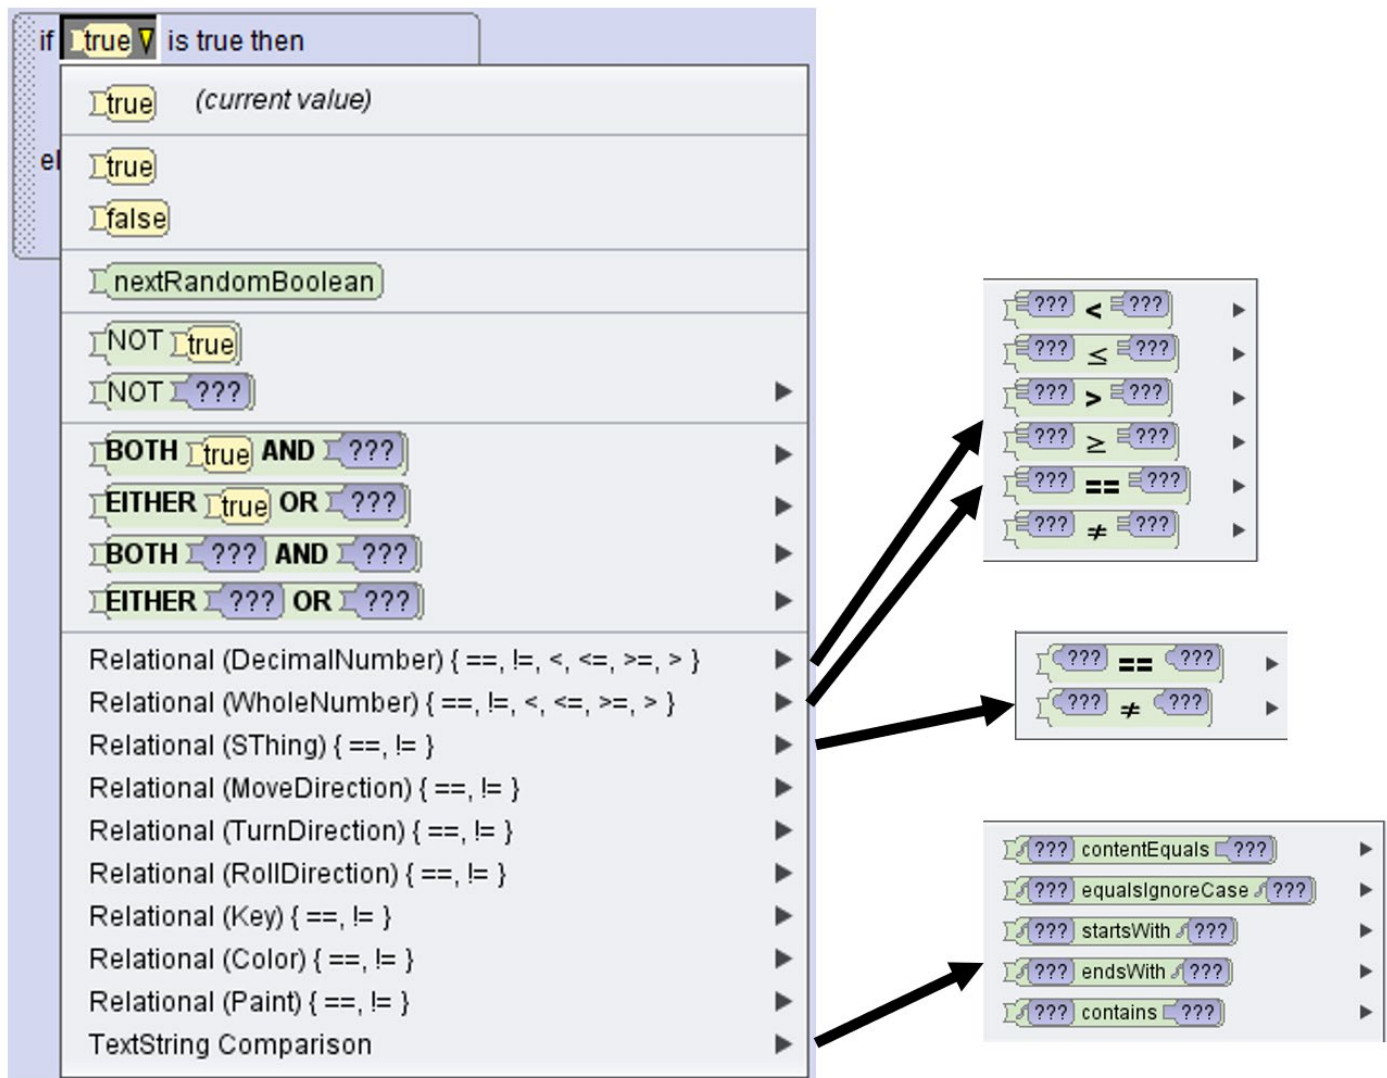 if true is true then
true (current value)
el
true
false
nextRandomBoolean
NOT true
NOT ???
BOTH true AND ???
EITHER true OR ???
BOTH ??? AND ???
EITHER ??? OR ???
Relational (DecimalNumber) { ==, !=, <, <=, >=, > }
Relational (WholeNumber) { ==, !=, <, <=, >=, > }
Relational (SThing) { ==, != }
Relational (MoveDirection) { ==, != }
Relational (TurnDirection) { ==, != }
Relational (RollDirection) { ==, != }
Relational (Key) { ==, != }
Relational (Color) { ==, != }
Relational (Paint) { ==, != }
TextString Comparison
??? < ???
??? ≤ ???
??? > ???
??? ≥ ???
??? == ???
??? ≠ ???
??? == ???
??? ≠ ???
??? contentEquals ???
??? equalsIgnoreCase ???
??? startsWith ???
??? endsWith ???
??? contains ???